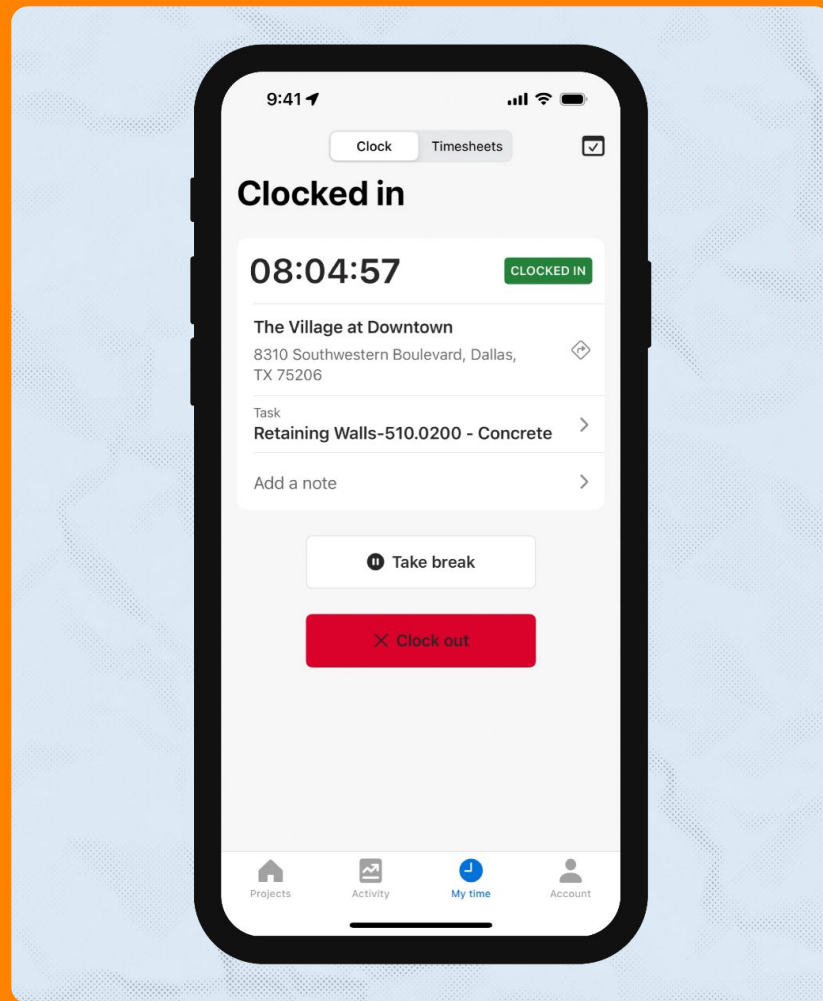 9:41
Clock
Timesheets
Clocked in
08:04:57
CLOCKED IN
The Village at Downtown
8310 Southwestern Boulevard, Dallas,
TX 75206
Task
Retaining Walls-510.0200 - Concrete
Add a note
Take break
Clock out
Projects
Activity
My time
Account